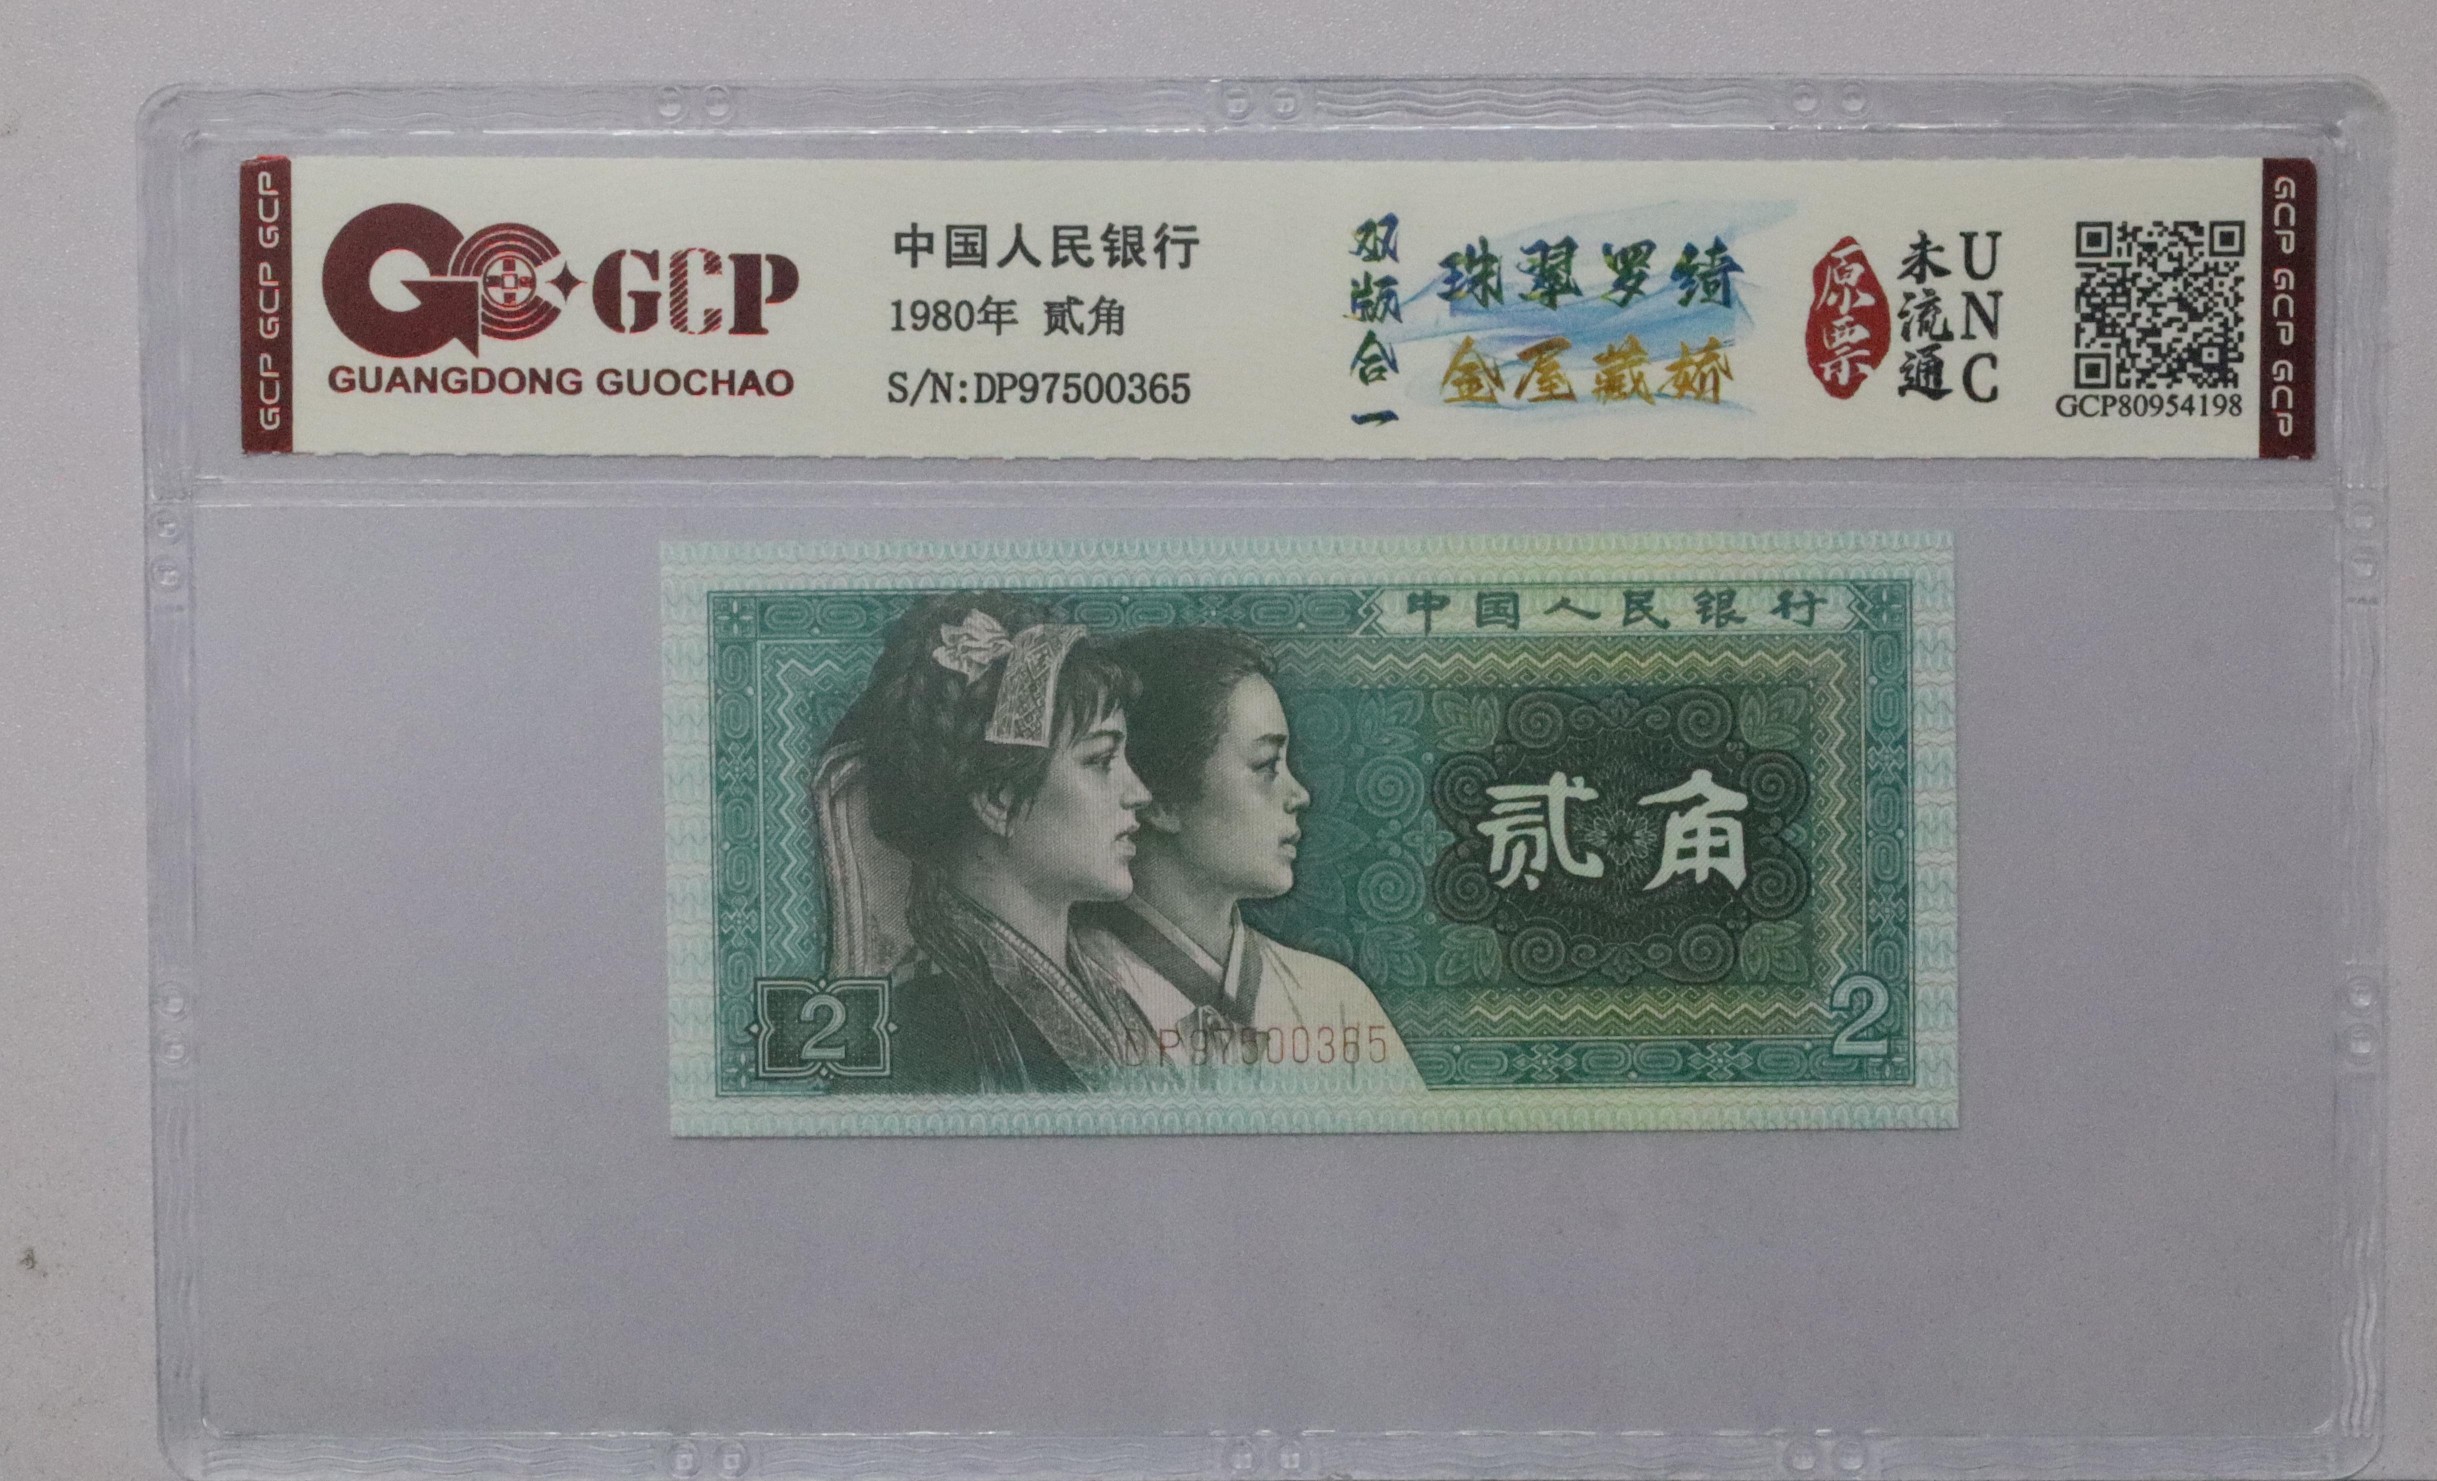 GCP GCP GCP
GCP
GUANGDONG GUOCHAO
中国人民银行
1980年 贰角
S/N:DP97500365
双版合一
珠翠罗绮
金屋藏娇
原票
未流通
UNC
GCP80954198
GCP GCP GCP
中国人民银行
贰角
2
DP97500365
2